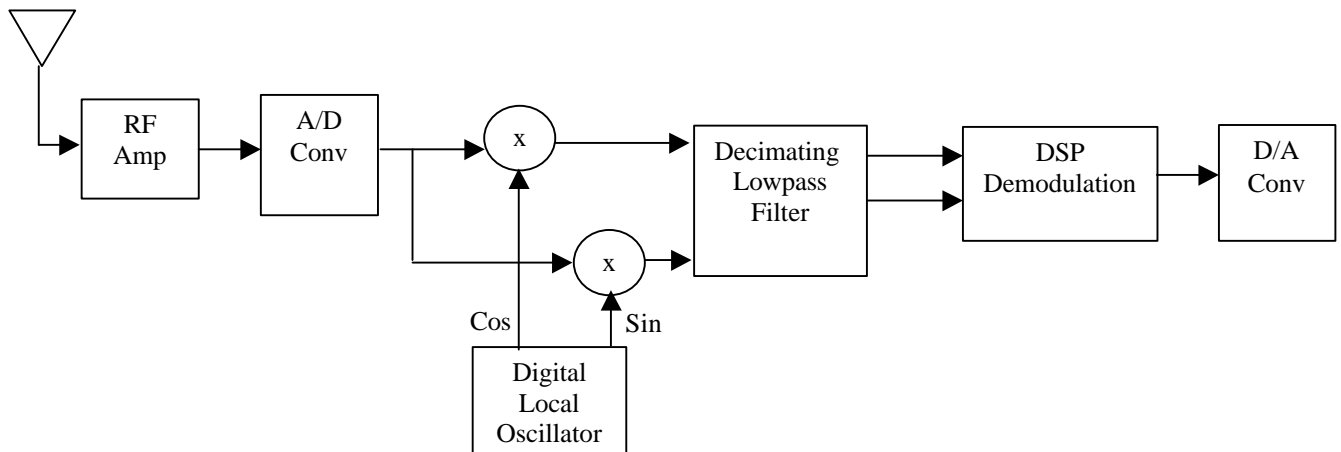 RF
Amp
A/D
Conv
x
x
Cos
Sin
Digital
Local
Oscillator
Decimating
Lowpass
Filter
DSP
Demodulation
D/A
Conv